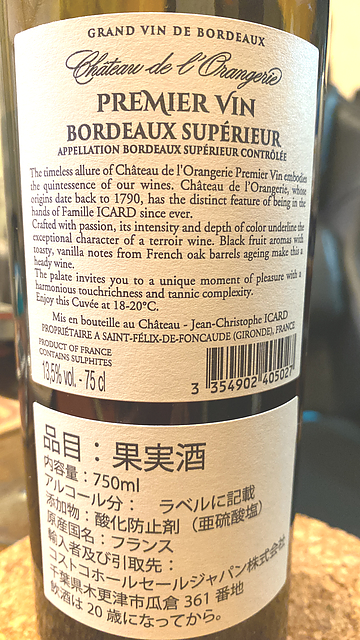 GRAND VIN DE BORDEAUX
Château de l'Orangerie
PREMIER VIN
BORDEAUX SUPÉRIEUR
APPELLATION BORDEAUX SUPÉRIEUR CONTRÔLÉE
The timeless allure of Château de l'Orangerie Premier Vin embodies
the quintessence of our wines. Château de l'Orangerie, whose
origins date back to 1790, has the distinct feature of being in the
hands of Famille ICARD since ever.
Crafted with passion, its intensity and depth of color underline the
exceptional character of a terroir wine. Black fruit aromas with
toasty, vanilla notes from French oak barrels ageing make this a
heady wine.
The palate invites you to a unique moment of pleasure with a
harmonious touchrichness and tannic complexity.
Enjoy this Cuvée at 18-20°C.
Mis en bouteille au Château - Jean-Christophe ICARD
PROPRIÉTAIRE A SAINT-FÉLIX-DE-FONCAUDE (GIRONDE), FRANCE
PRODUCT OF FRANCE
CONTAINS SULPHITES
13,5% vol. - 75 cl
3 354902 405027
品目：果実酒
内容量：750ml
アルコール分： ラベルに記載
添加物：酸化防止剤（亜硫酸塩）
原産国名：フランス
輸入者及び引取先：
コストコホールセールジャパン株式会社
千葉県木更津市瓜倉 361 番地
飲酒は 20 歳になってから。